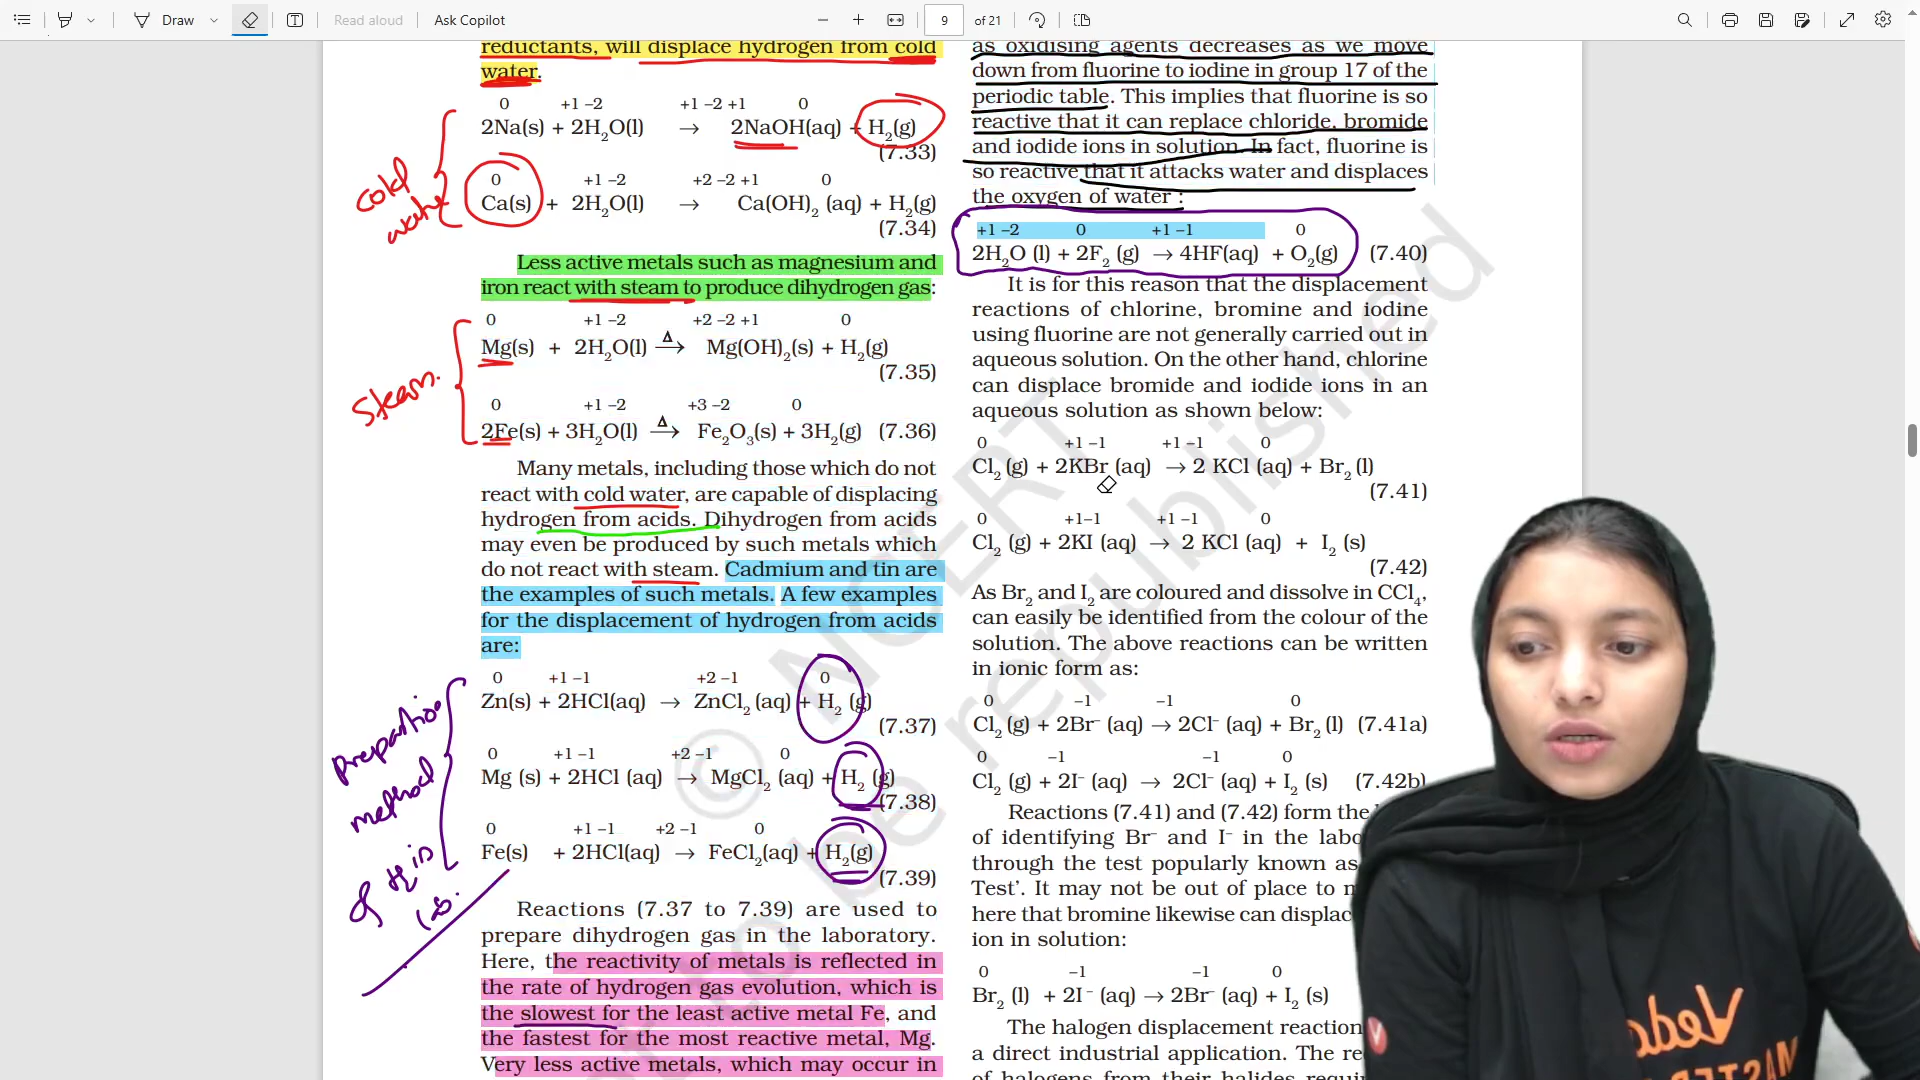 Draw
Read aloud
Ask Copilot
9
of 21
reductants, will displace hydrogen from cold
water.
0 +1 –2 +1 –2 +1 0
2Na(s) + 2H2O(l) → 2NaOH(aq) + H2(g)
(7.33)
0 +1 –2 +2 –2 +1 0
Ca(s) + 2H2O(l) → Ca(OH)2 (aq) + H2(g)
(7.34)
cold
water
Less active metals such as magnesium and
iron react with steam to produce dihydrogen gas:
0 +1 –2 +2 –2 +1 0
Mg(s) + 2H2O(l) Δ→ Mg(OH)2(s) + H2(g)
(7.35)
0 +1 –2 +3 –2 0
2Fe(s) + 3H2O(l) Δ→ Fe2O3(s) + 3H2(g) (7.36)
steam.
Many metals, including those which do not
react with cold water, are capable of displacing
hydrogen from acids. Dihydrogen from acids
may even be produced by such metals which
do not react with steam. Cadmium and tin are
the examples of such metals. A few examples
for the displacement of hydrogen from acids
are:
0 +1 –1 +2 –1 0
Zn(s) + 2HCl(aq) → ZnCl2 (aq) + H2 (g)
(7.37)
0 +1 –1 +2 –1 0
Mg (s) + 2HCl (aq) → MgCl2 (aq) + H2 (g)
(7.38)
0 +1 –1 +2 –1 0
Fe(s) + 2HCl(aq) → FeCl2(aq) + H2(g)
(7.39)
preparation
method
of H2 in
lab.
Reactions (7.37 to 7.39) are used to
prepare dihydrogen gas in the laboratory.
Here, the reactivity of metals is reflected in
the rate of hydrogen gas evolution, which is
the slowest for the least active metal Fe, and
the fastest for the most reactive metal, Mg.
Very less active metals, which may occur in
as oxidising agents decreases as we move
down from fluorine to iodine in group 17 of the
periodic table. This implies that fluorine is so
reactive that it can replace chloride, bromide
and iodide ions in solution. In fact, fluorine is
so reactive that it attacks water and displaces
the oxygen of water :
+1 –2 0 +1 –1 0
2H2O (l) + 2F2 (g) → 4HF(aq) + O2(g) (7.40)
It is for this reason that the displacement
reactions of chlorine, bromine and iodine
using fluorine are not generally carried out in
aqueous solution. On the other hand, chlorine
can displace bromide and iodide ions in an
aqueous solution as shown below:
0 +1 –1 +1 –1 0
Cl2 (g) + 2KBr (aq) → 2 KCl (aq) + Br2 (l)
(7.41)
0 +1–1 +1 –1 0
Cl2 (g) + 2KI (aq) → 2 KCl (aq) + I2 (s)
(7.42)
As Br2 and I2 are coloured and dissolve in CCl4,
can easily be identified from the colour of the
solution. The above reactions can be written
in ionic form as:
0 –1 –1 0
Cl2 (g) + 2Br– (aq) → 2Cl– (aq) + Br2 (l) (7.41a)
0 –1 –1 0
Cl2 (g) + 2I– (aq) → 2Cl– (aq) + I2 (s) (7.42b)
Reactions (7.41) and (7.42) form the
of identifying Br– and I– in the
through the test popularly known as
Test’. It may not be out of place to
here that bromine likewise can
ion in solution:
0 –1 –1 0
Br2 (l) + 2I– (aq) → 2Br– (aq) + I2 (s)
The halogen displacement
a direct industrial application. The
of halogens from their halides
© NCERT
be republished
Veda